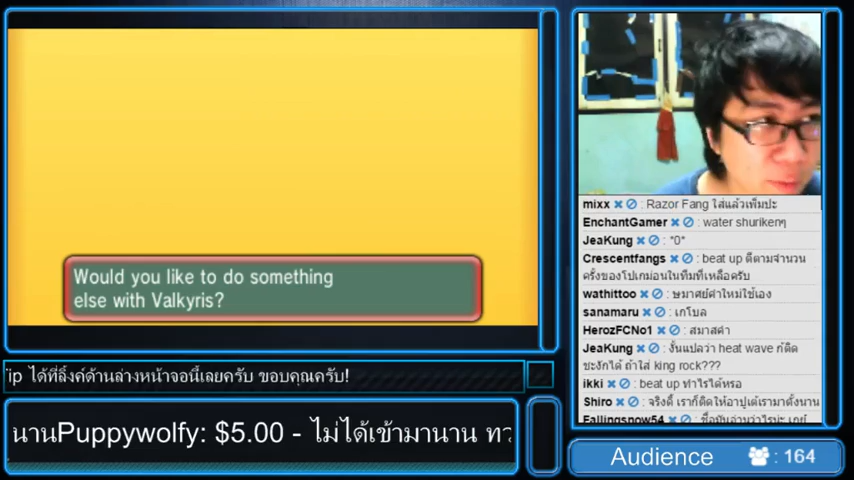 Would you like to do something
else with Valkyris?
mixx : Razor Fang ใส่แล้วเพิ่มปะ
EnchantGamer : water shurikenๆ
JeaKung : *0*
Crescentfangs : beat up ตีตามจำนวน
ครั้งของโปเกม่อนในทีมที่เหลือครับ
wathittoo : ษมาศย์คำใหม่ใช้เอง
sanamaru : เกโบล
HerozFCNo1 : สมาสคำ
JeaKung : งั้นแปลว่า heat wave ก้ติด
ชะงักได้ ถ้าใส่ king rock???
ikki : beat up ทำไรได้หรอ
Shiro : จริงดิ้ เราก้ติดให้อาปูเต้เรามาตั้งนาน
Fallingsnow54 :
ip ได้ที่ลิ้งค์ด้านล่างหน้าจอนี้เลยครับ ขอบคุณครับ!
นานPuppywolfy: $5.00 - ไม่ได้เข้ามานาน
Audience : 164